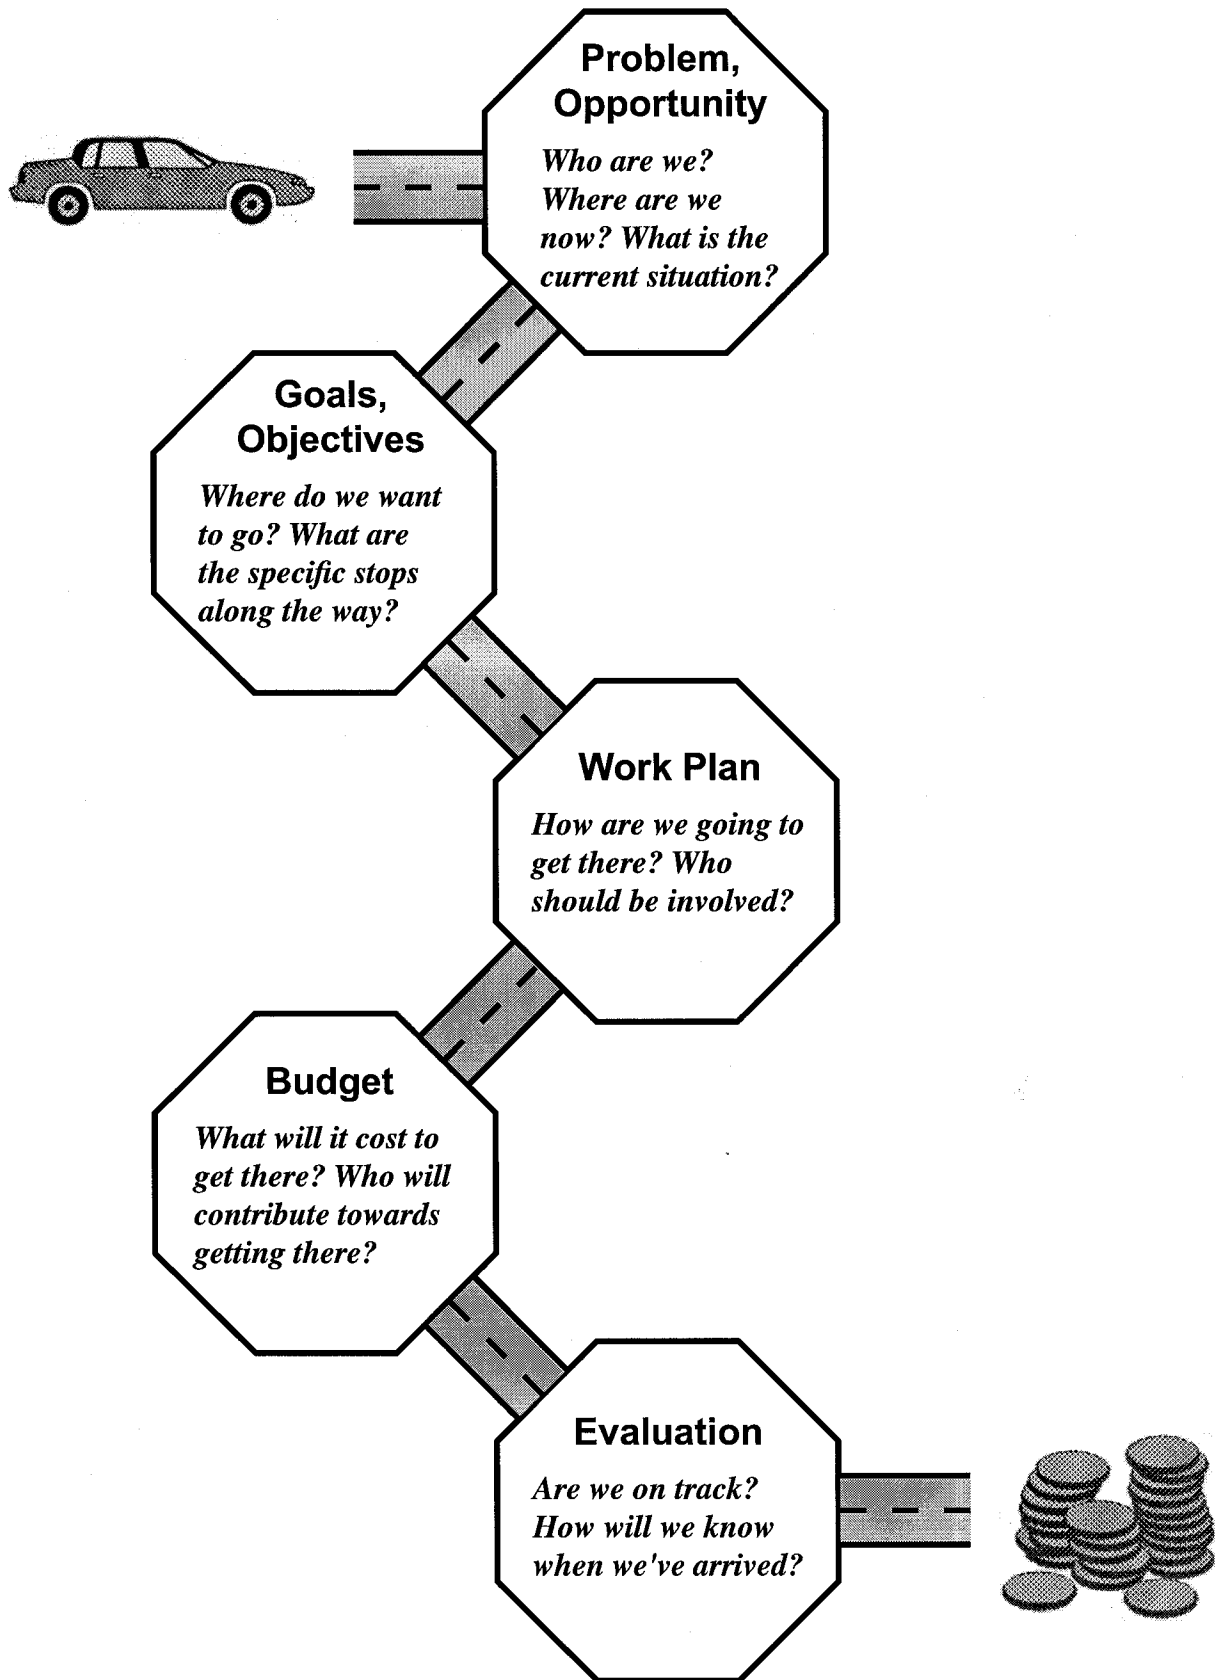 Problem,
Opportunity
Who are we?
Where are we
now? What is the
current situation?
Goals,
Objectives
Where do we want
to go? What are
the specific stops
along the way?
Work Plan
How are we going to
get there? Who
should be involved?
Budget
What will it cost to
get there? Who will
contribute towards
getting there?
Evaluation
Are we on track?
How will we know
when we've arrived?